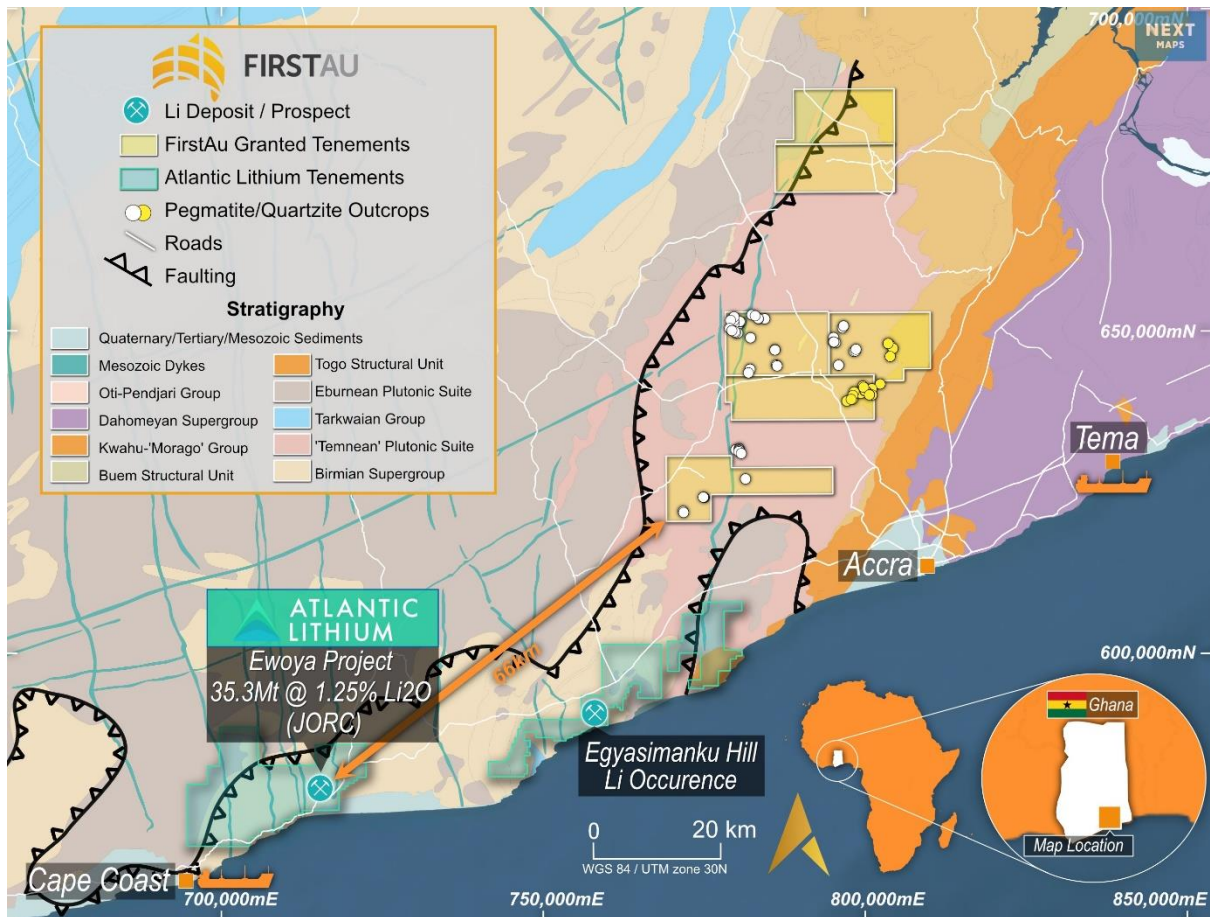 FIRSTAU
Li Deposit / Prospect
FirstAu Granted Tenements
Atlantic Lithium Tenements
Pegmatite/Quartzite Outcrops
Roads
Faulting
Stratigraphy
Quaternary/Tertiary/Mesozoic Sediments
Mesozoic Dykes
Oti-Pendjari Group
Dahomeyan Supergroup
Kwahu-'Morago' Group
Buem Structural Unit
Togo Structural Unit
Eburnean Plutonic Suite
Tarkwaian Group
'Temnean' Plutonic Suite
Birmian Supergroup
700,000mN
NEXT
MAPS
650,000mN
Tema
Accra
600,000mN
ATLANTIC
LITHIUM
Ewoya Project
35.3Mt @ 1.25% Li2O
(JORC)
66km
Egyasimanku Hill
Li Occurence
Ghana
Map Location
0 20 km
WGS 84 / UTM zone 30N
Cape Coast
700,000mE
750,000mE
800,000mE
850,000mE